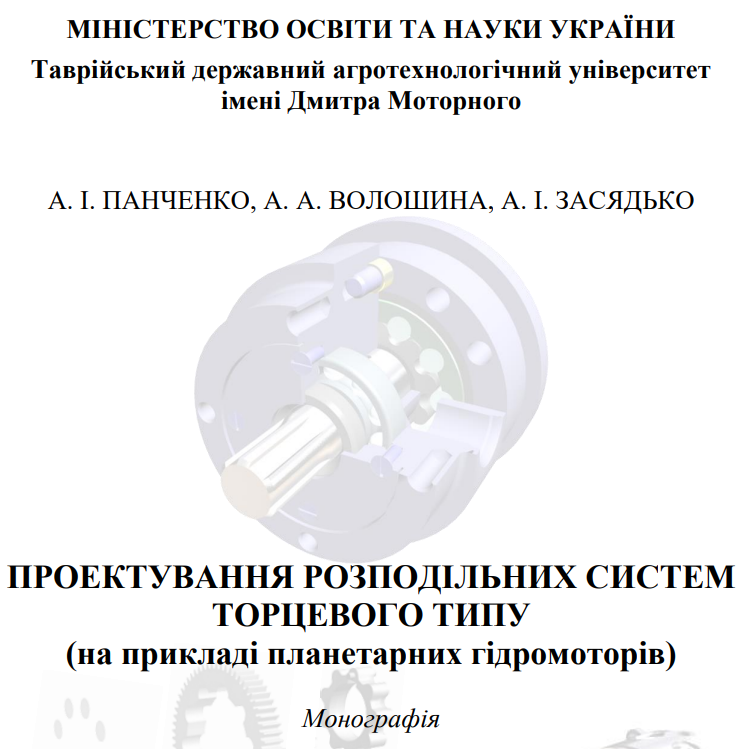 МІНІСТЕРСТВО ОСВІТИ ТА НАУКИ УКРАЇНИ
Таврійський державний агротехнологічний університет
імені Дмитра Моторного
А. І. ПАНЧЕНКО, А. А. ВОЛОШИНА, А. І. ЗАСЯДЬКО
ПРОЕКТУВАННЯ РОЗПОДІЛЬНИХ СИСТЕМ
ТОРЦЕВОГО ТИПУ
(на прикладі планетарних гідромоторів)
Монографія